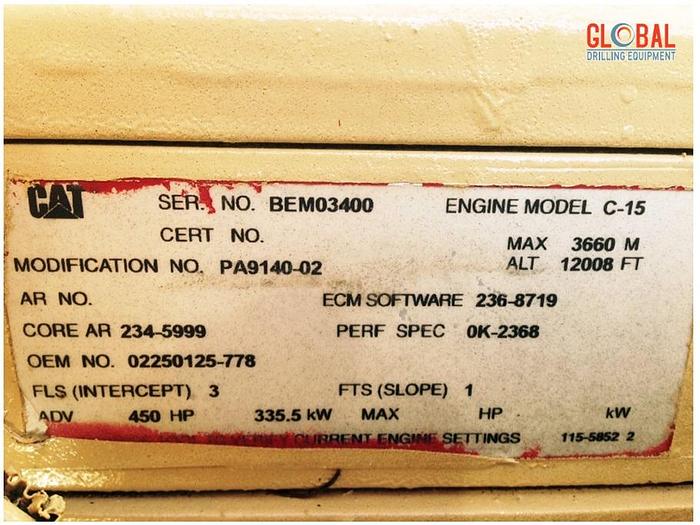 GLOBAL
DRILLING EQUIPMENT
CAT SER. NO. BEM03400 ENGINE MODEL C-15
CERT NO. MAX 3660 M
MODIFICATION NO. PA9140-02 ALT 12008 FT
AR NO. ECM SOFTWARE 236-8719
CORE AR 234-5999 PERF SPEC 0K-2368
OEM NO. 02250125-778
FLS (INTERCEPT) 3 FTS (SLOPE) 1
ADV 450 HP 335.5 kW MAX HP kW
TO VERIFY CURRENT ENGINE SETTINGS 115-5852 2